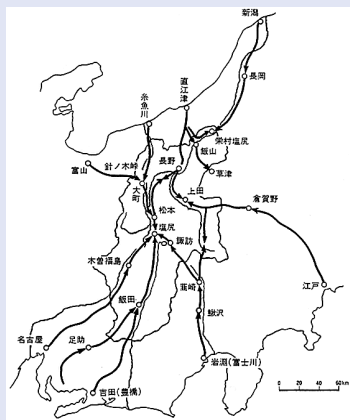 新潟
長岡
直江津
糸魚川
栄村塩尻
飯山
針ノ木峠
長野
草津
富山
大町
上田
倉賀野
松本
塩尻
諏訪
木曽福島
韮崎
江戸
飯田
鰍沢
名古屋
足助
岩淵(富士川)
吉田(豊橋)
0 20 40 60km